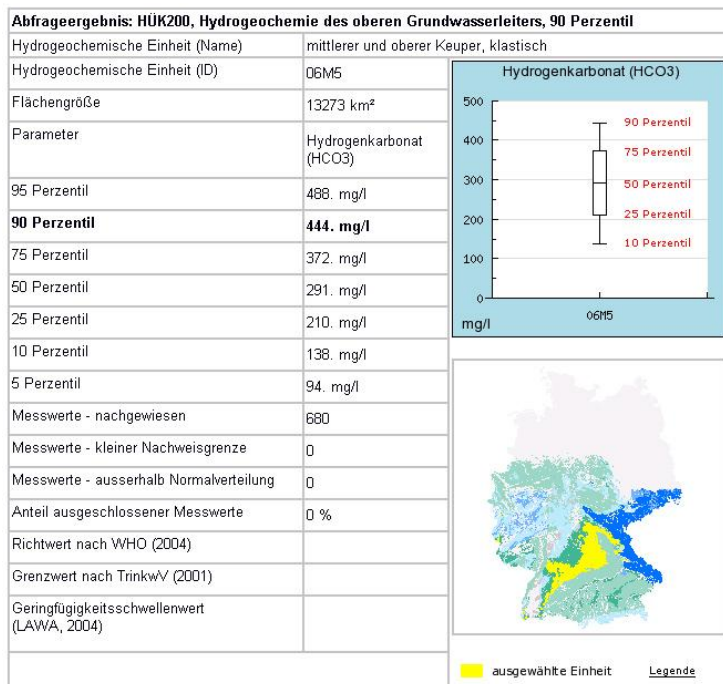 Abfrageergebnis: HÜK200, Hydrogeochemie des oberen Grundwasserleiters, 90 Perzentil
Hydrogeochemische Einheit (Name) mittlerer und oberer Keuper, klastisch
Hydrogeochemische Einheit (ID) 06M5
Flächengröße 13273 km²
Parameter Hydrogenkarbonat
(HCO3)
95 Perzentil 488. mg/l
90 Perzentil 444. mg/l
75 Perzentil 372. mg/l
50 Perzentil 291. mg/l
25 Perzentil 210. mg/l
10 Perzentil 138. mg/l
5 Perzentil 94. mg/l
Messwerte - nachgewiesen 680
Messwerte - kleiner Nachweisgrenze 0
Messwerte - ausserhalb Normalverteilung 0
Anteil ausgeschlossener Messwerte 0 %
Richtwert nach WHO (2004)
Grenzwert nach TrinkwV (2001)
Geringfügigkeitsschwellenwert
(LAWA, 2004)
Hydrogenkarbonat (HCO3)
500
90 Perzentil
400
75 Perzentil
300
50 Perzentil
25 Perzentil
200
10 Perzentil
100
0
06M5
mg/l
ausgewählte Einheit Legende